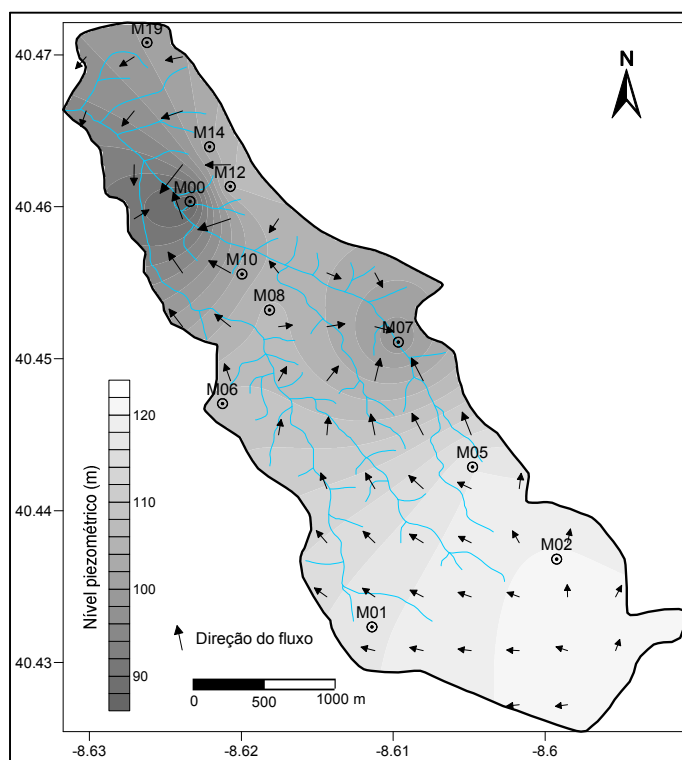 40.47
40.46
40.45
40.44
40.43
-8.63
-8.62
-8.61
-8.6
N
M19
M14
M12
M00
M10
M08
M07
M06
M05
M02
M01
Nível piezométrico (m)
120
110
100
90
Direção do fluxo
0
500
1000 m